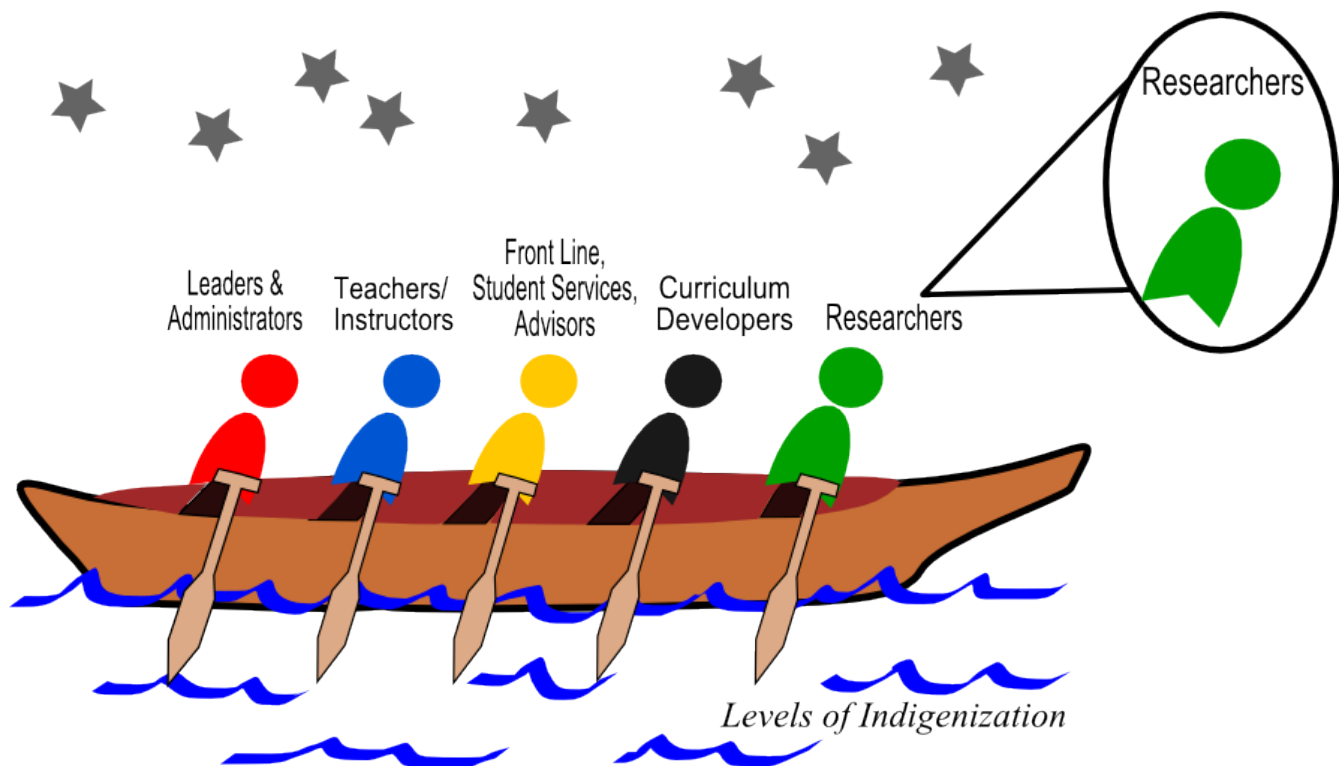 Researchers
Leaders &
Administrators
Teachers/
Instructors
Front Line,
Student Services,
Advisors
Curriculum
Developers
Researchers
Levels of Indigenization